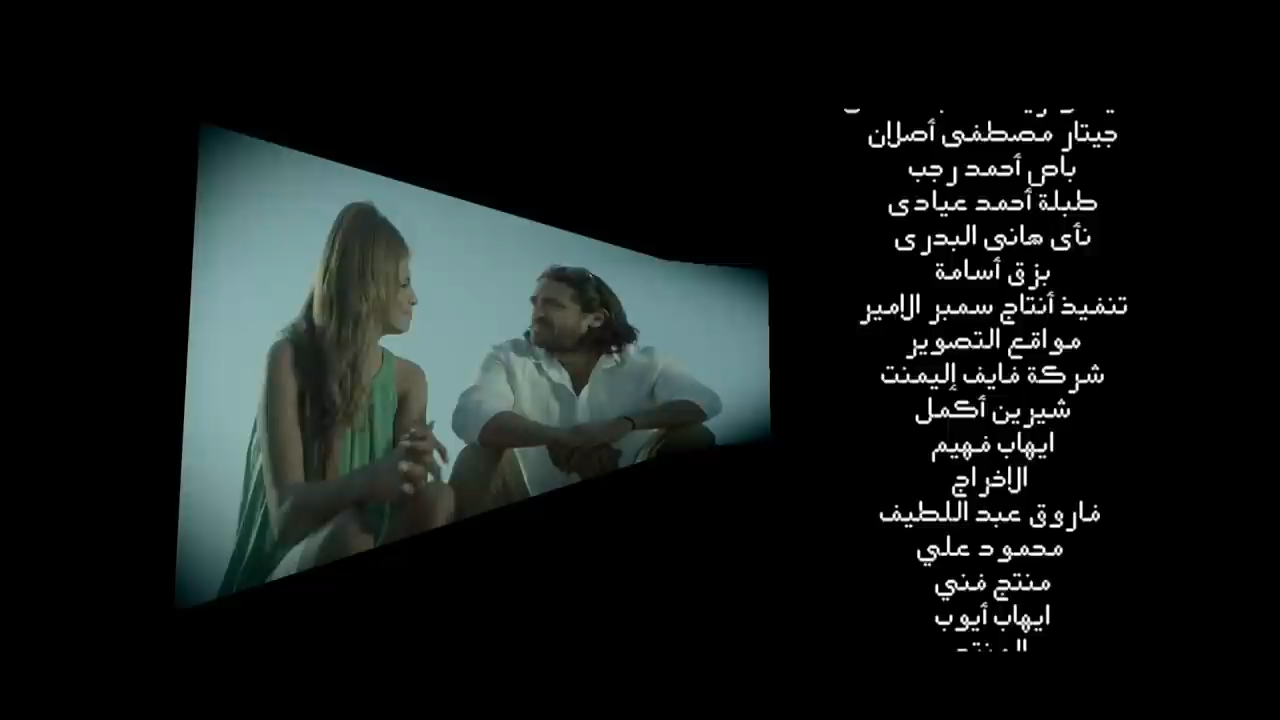 جيتار مصطفى أصلان
باص أحمد رجب
طبلة أحمد عيادى
نأى هانى البدرى
بزق أسامة
تنفيذ أنتاج سمبر الامير
مواقع التصوير
شركة فايف إليمنت
شيرين أكمل
ايهاب فهيم
الاخراج
فاروق عبد اللطيف
محمود علي
منتج فني
ايهاب أيوب